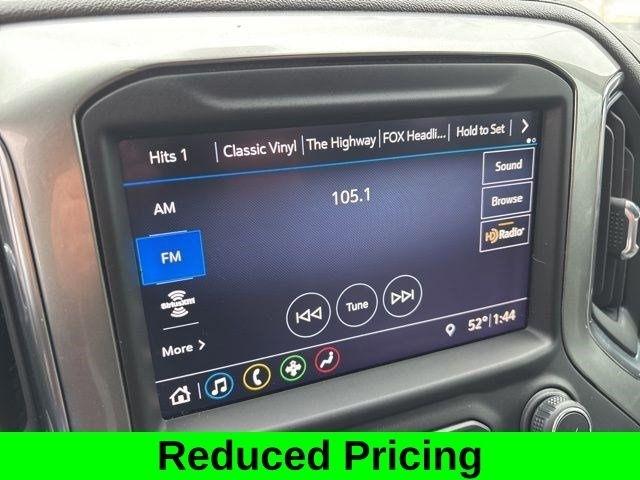 Hits 1 Classic Vinyl The Highway FOX Headli... Hold to Set
AM
105.1
Sound
Browse
HD Radio
FM
SiriusXM
Tune
More
52° 1:44
Reduced Pricing